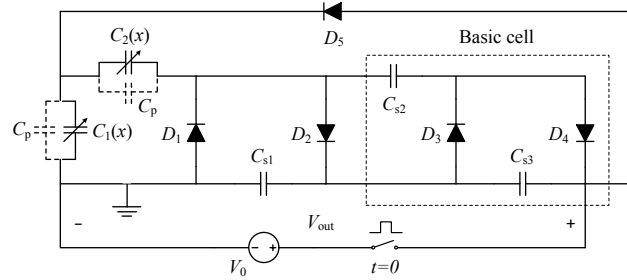 D5
C2(x)
Basic cell
Cp
Cs2
Cp
C1(x)
D1
D2
D3
D4
Cs1
Cs3
-
Vout
+
V0
t=0